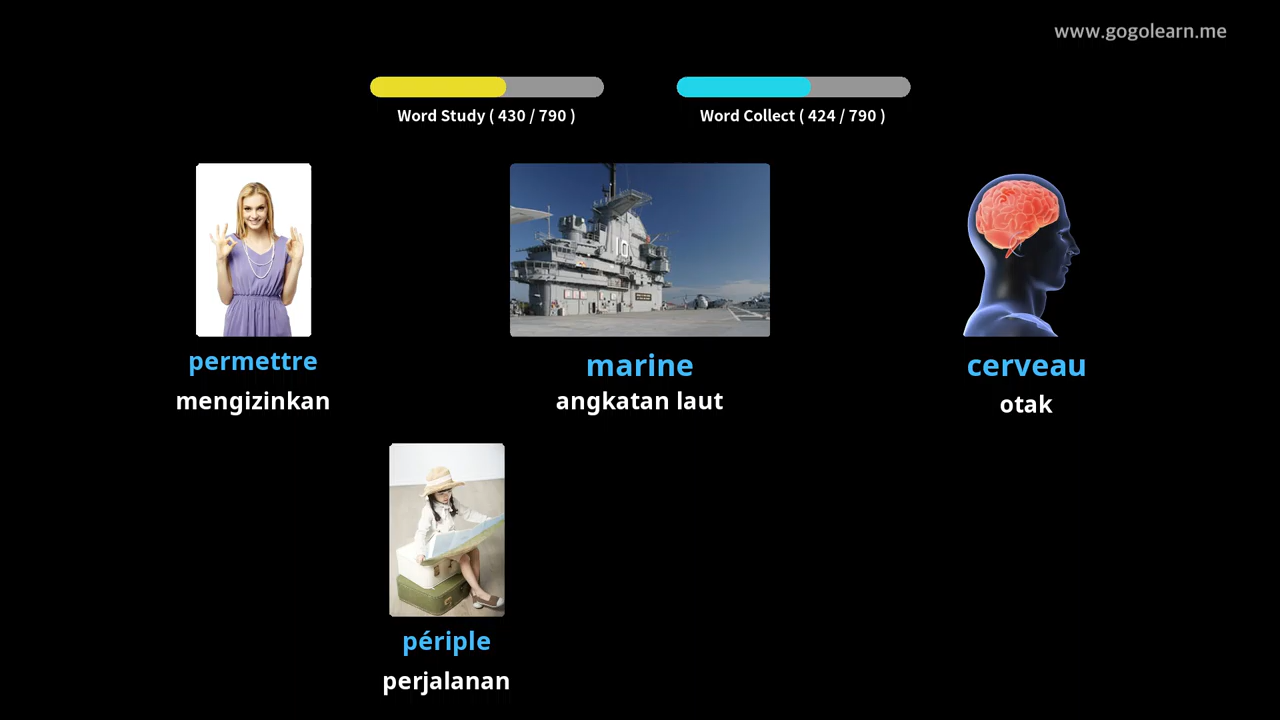 www.gogolearn.me
Word Study ( 430 / 790 )
Word Collect ( 424 / 790 )
permettre
mengizinkan
marine
angkatan laut
cerveau
otak
périple
perjalanan